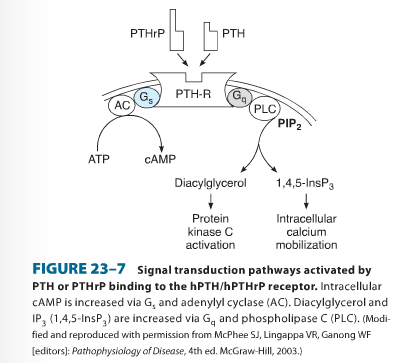 PTHrP PTH
Gs PTH-R Gq
AC PLC
PIP2
ATP cAMP
Diacylglycerol 1,4,5-InsP3
Protein Intracellular
kinase C calcium
activation mobilization
FIGURE 23–7 Signal transduction pathways activated by
PTH or PTHrP binding to the hPTH/hPTHrP receptor. Intracellular
cAMP is increased via Gs and adenylyl cyclase (AC). Diacylglycerol and
IP3 (1,4,5-InsP3) are increased via Gq and phospholipase C (PLC). (Modi-
fied and reproduced with permission from McPhee SJ, Lingappa VR, Ganong WF
[editors]: Pathophysiology of Disease, 4th ed. McGraw-Hill, 2003.)